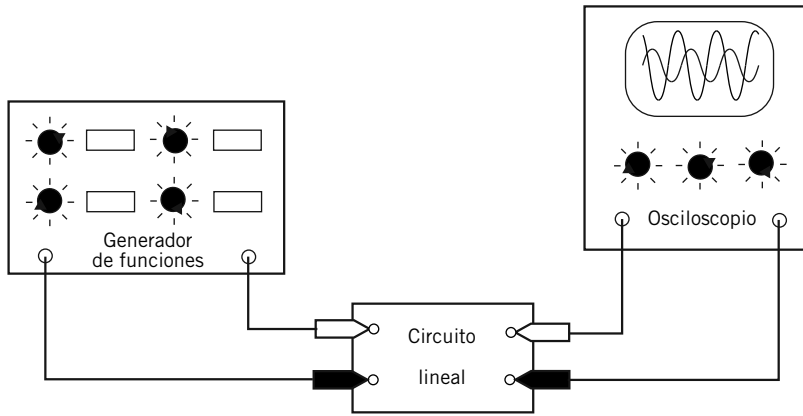 Generador
de funciones
Osciloscopio
Circuito
lineal